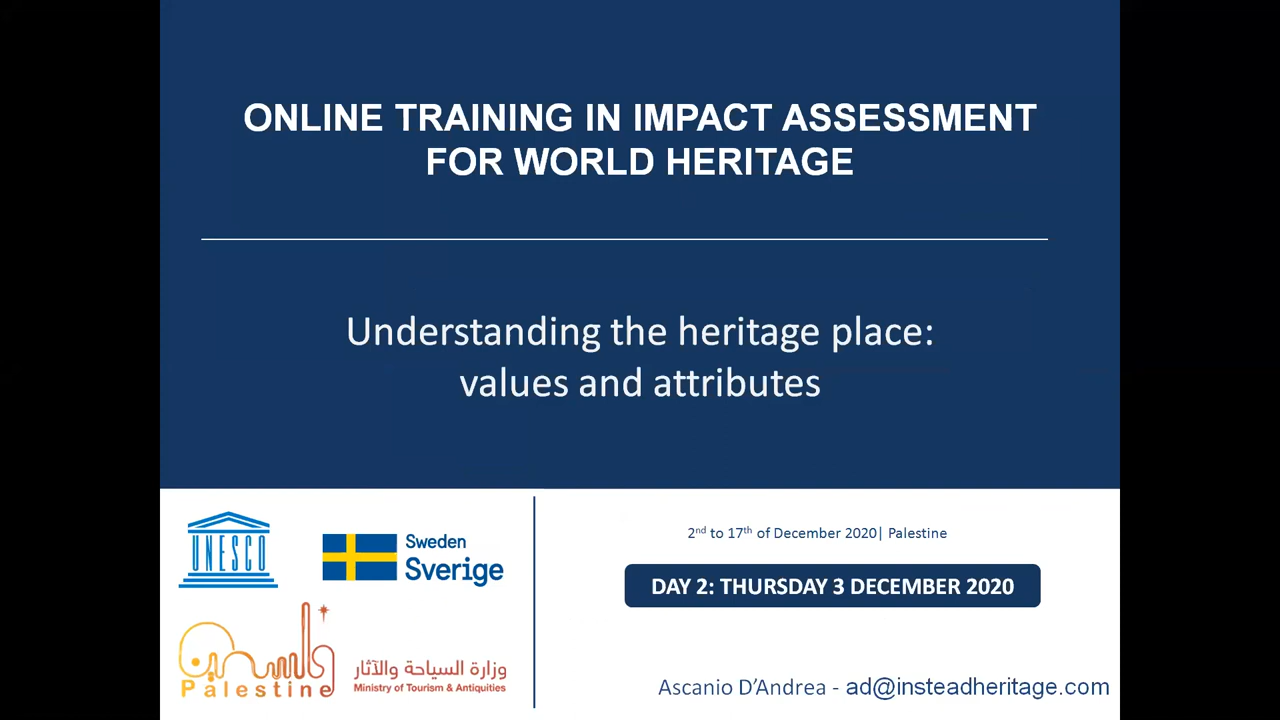 ONLINE TRAINING IN IMPACT ASSESSMENT
FOR WORLD HERITAGE
Understanding the heritage place:
values and attributes
UNESCO
Sweden
Sverige
فلسطين
Palestine
وزارة السياحة والآثار
Ministry of Tourism & Antiquities
2nd to 17th of December 2020| Palestine
DAY 2: THURSDAY 3 DECEMBER 2020
Ascanio D’Andrea - ad@insteadheritage.com